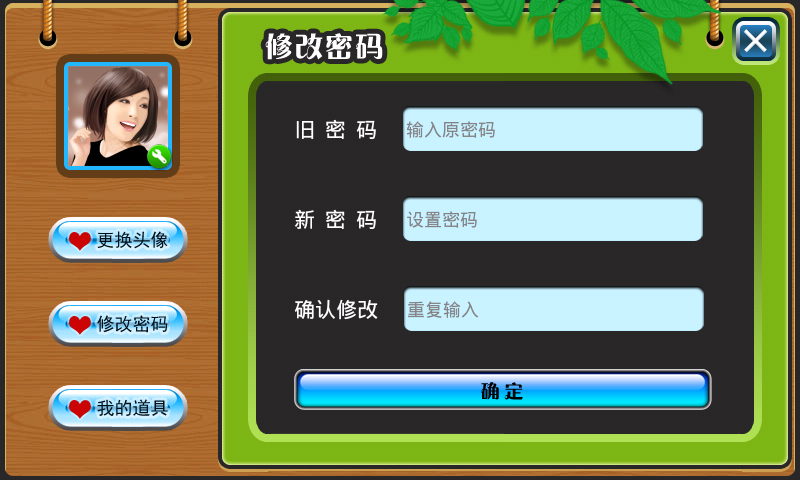 修改密码
旧 密 码
输入原密码
新 密 码
设置密码
确认修改
重复输入
确 定
更换头像
修改密码
我的道具